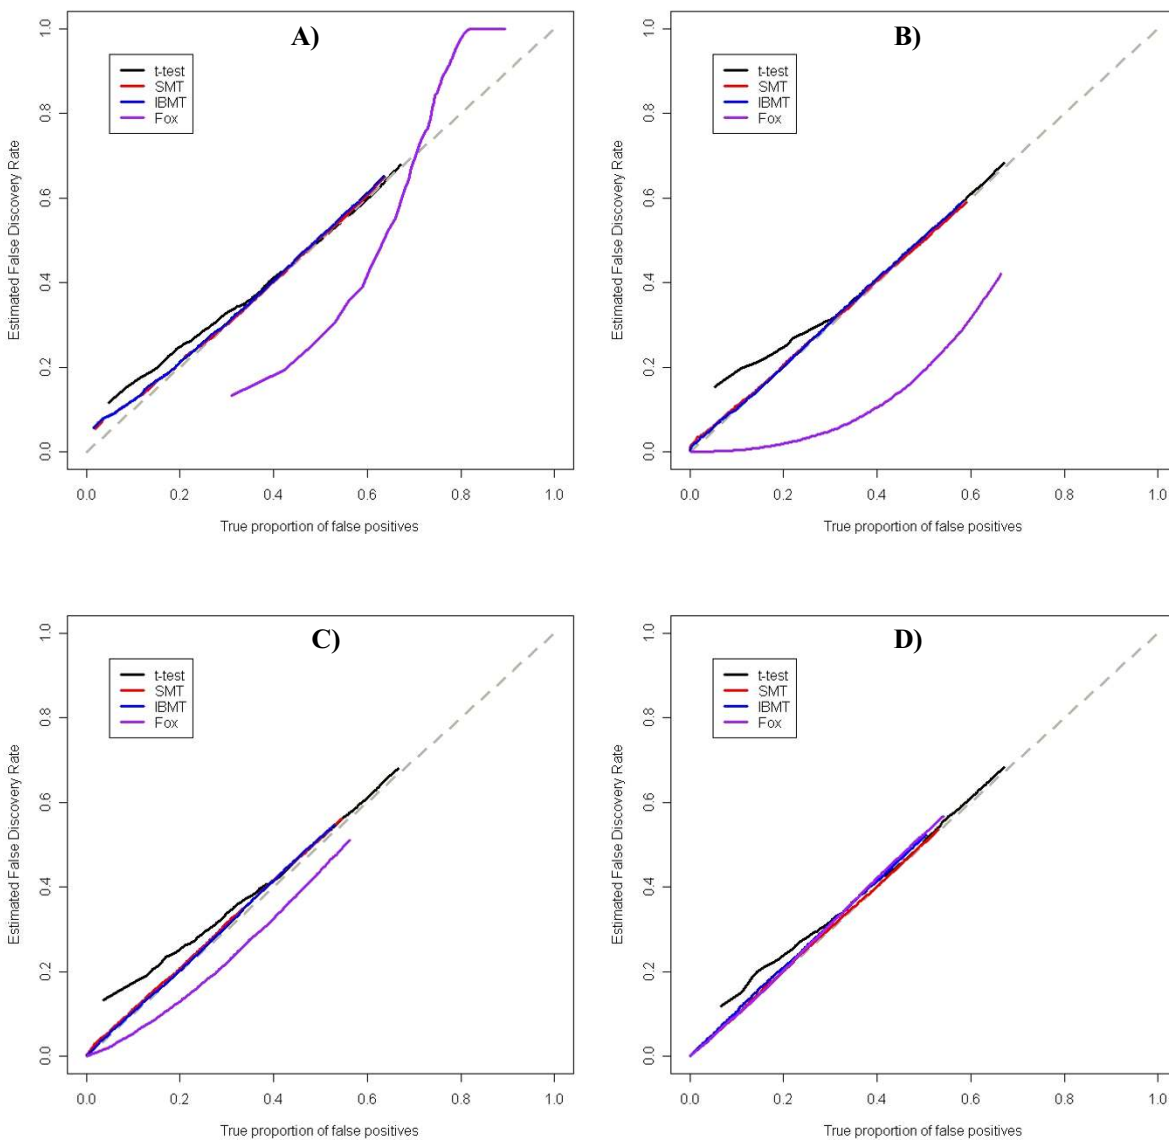 A)
t-test
SMT
IBMT
Fox
Estimated False Discovery Rate
0.0 0.2 0.4 0.6 0.8 1.0
0.0 0.2 0.4 0.6 0.8 1.0
True proportion of false positives
B)
t-test
SMT
IBMT
Fox
Estimated False Discovery Rate
0.0 0.2 0.4 0.6 0.8 1.0
0.0 0.2 0.4 0.6 0.8 1.0
True proportion of false positives
C)
t-test
SMT
IBMT
Fox
Estimated False Discovery Rate
0.0 0.2 0.4 0.6 0.8 1.0
0.0 0.2 0.4 0.6 0.8 1.0
True proportion of false positives
D)
t-test
SMT
IBMT
Fox
Estimated False Discovery Rate
0.0 0.2 0.4 0.6 0.8 1.0
0.0 0.2 0.4 0.6 0.8 1.0
True proportion of false positives